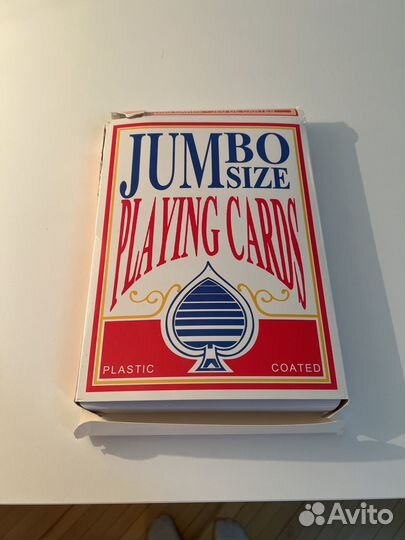 JUMBO
SIZE
PLAYING CARDS
PLASTIC COATED
Avito